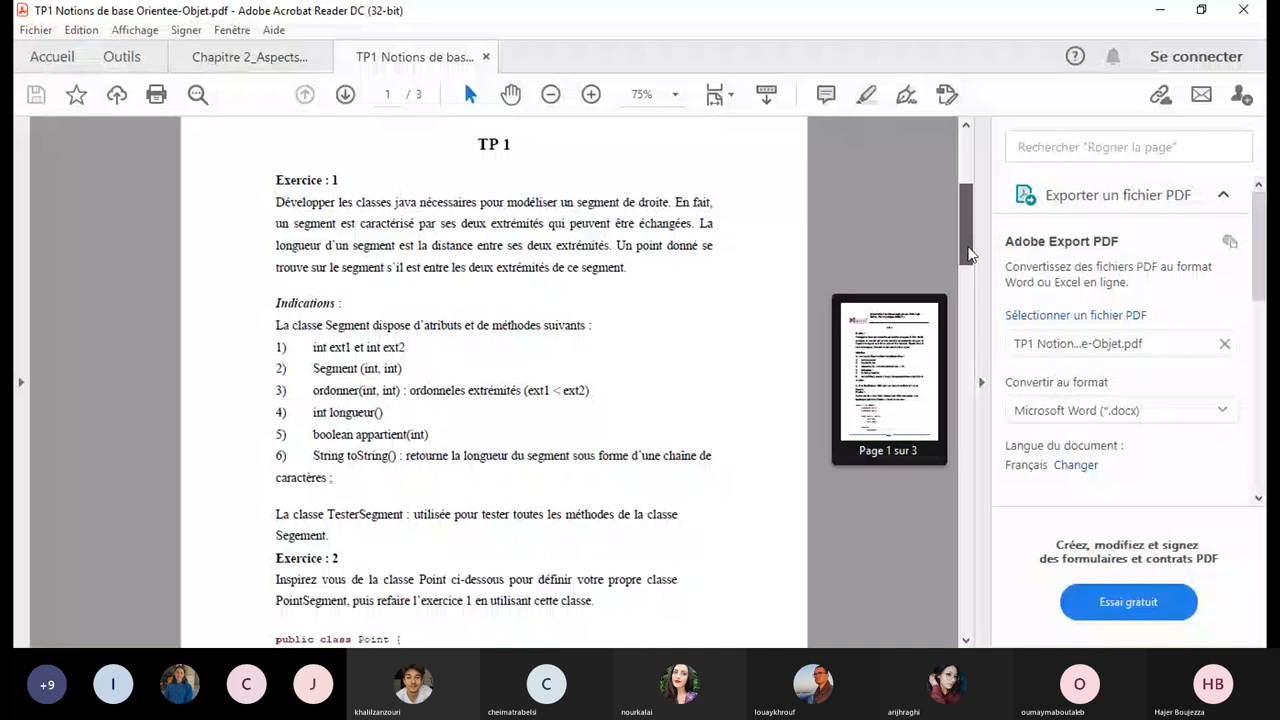 TP1 Notions de base Orientee-Objet.pdf - Adobe Acrobat Reader DC (32-bit)
Fichier Edition Affichage Signer Fenêtre Aide
Accueil Outils Chapitre 2_Aspects... TP1 Notions de bas... ×
Se connecter
1 / 3 75%
TP 1
Exercice : 1
Développer les classes java nécessaires pour modéliser un segment de droite. En fait,
un segment est caractérisé par ses deux extrémités qui peuvent être échangées. La
longueur d’un segment est la distance entre ses deux extrémités. Un point donné se
trouve sur le segment s’il est entre les deux extrémités de ce segment.
Indications :
La classe Segment dispose d’atributs et de méthodes suivants :
1) int ext1 et int ext2
2) Segment (int, int)
3) ordonner(int, int) : ordonneles extrémités (ext1 < ext2)
4) int longueur()
5) boolean appartient(int)
6) String toString() : retourne la longueur du segment sous forme d’une chaîne de
caractères ;
La classe TesterSegment : utilisée pour tester toutes les méthodes de la classe
Segement.
Exercice : 2
Inspirez vous de la classe Point ci-dessous pour définir votre propre classe
PointSegment, puis refaire l’exercice 1 en utilisant cette classe.
public class Point {
Page 1 sur 3
Rechercher "Rogner la page"
Exporter un fichier PDF
Adobe Export PDF
Convertissez des fichiers PDF au format
Word ou Excel en ligne.
Sélectionner un fichier PDF
TP1 Notion...e-Objet.pdf
Convertir au format
Microsoft Word (*.docx)
Langue du document :
Français Changer
Créez, modifiez et signez
des formulaires et contrats PDF
Essai gratuit
+9 I C J C O HB
khalilzanzouri cheimatrabelsi nourkalai louaykhrouf arijhraghi oumaymaboutaleb Hajer Boujezza